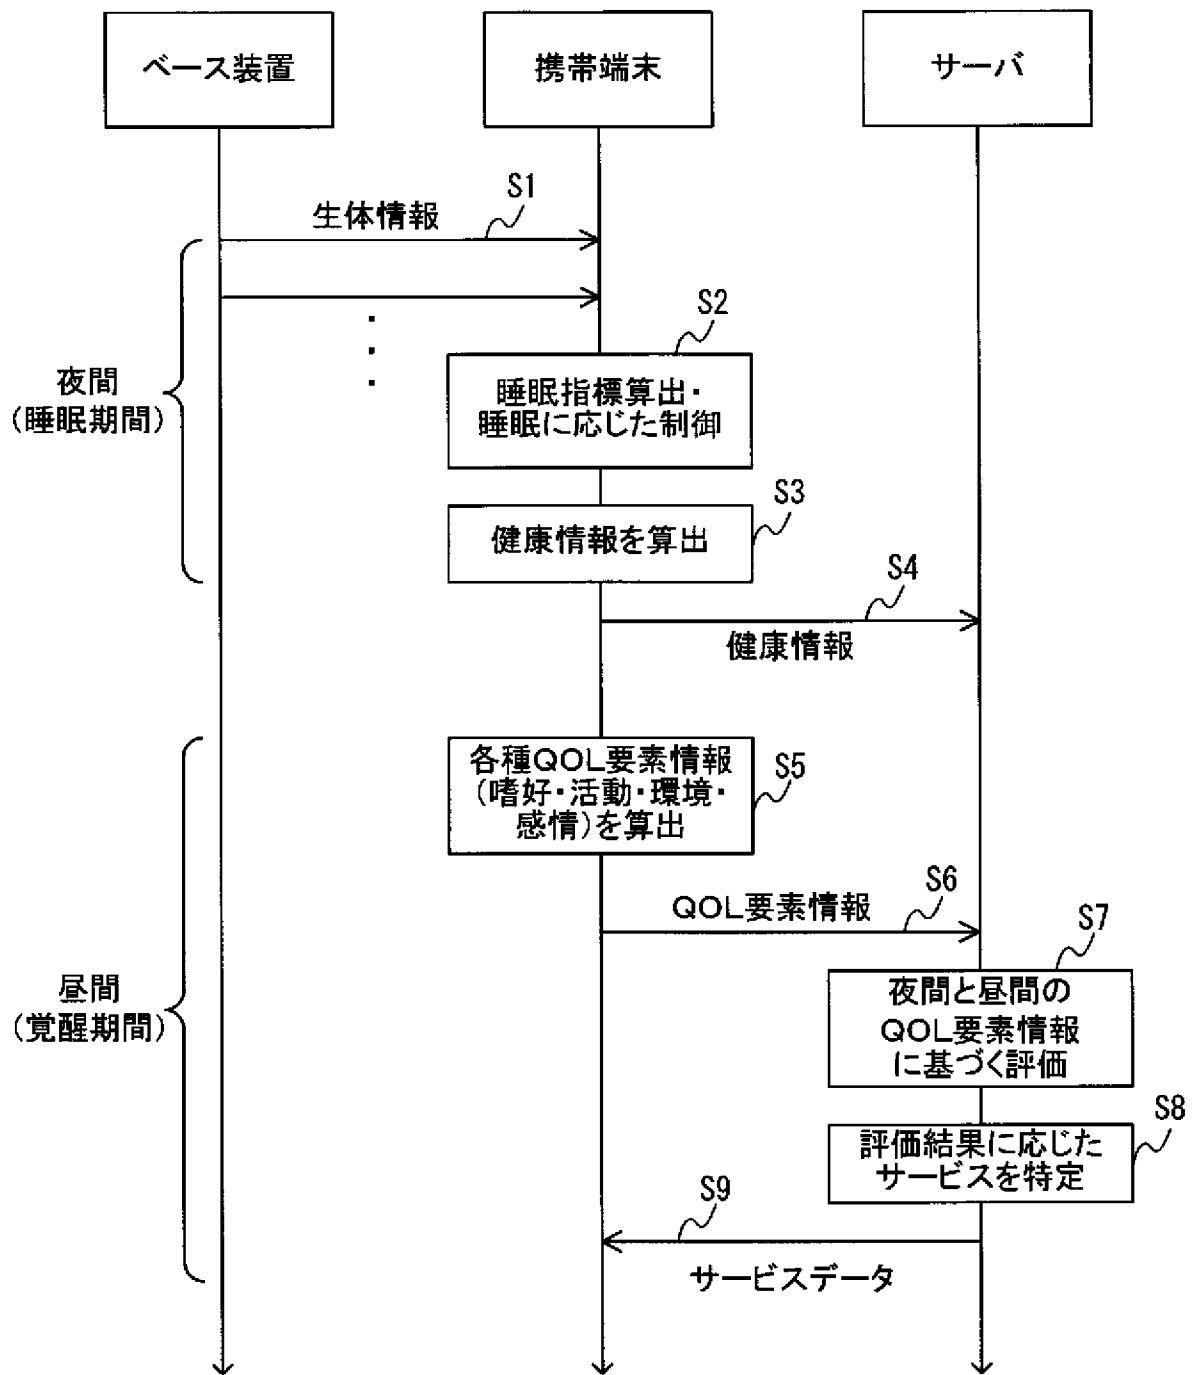 ベース装置
携帯端末
サーバ
S1
生体情報
S2
睡眠指標算出・
睡眠に応じた制御
夜間
(睡眠期間)
S3
健康情報を算出
S4
健康情報
各種QOL要素情報
(嗜好・活動・環境・
感情)を算出
S5
S6
QOL要素情報
S7
夜間と昼間の
QOL要素情報
に基づく評価
昼間
(覚醒期間)
S8
評価結果に応じた
サービスを特定
S9
サービスデータ